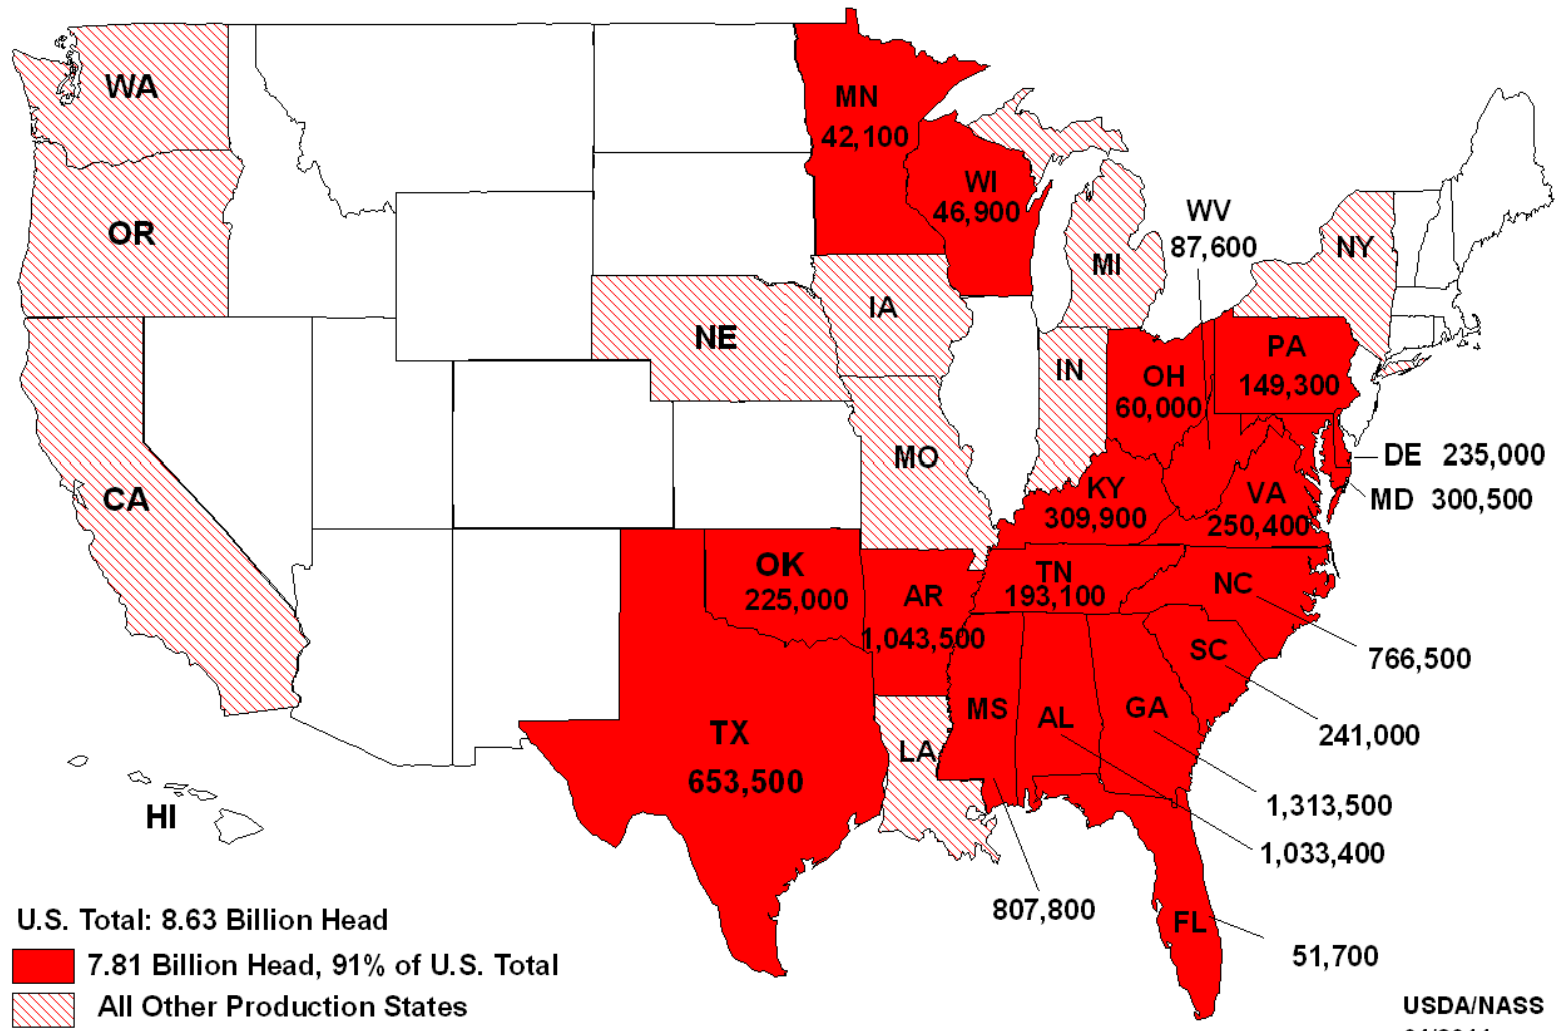 WA
MN
42,100
WI
46,900
WV
87,600
OR
NY
MI
IA
NE
IN
OH
60,000
PA
149,300
MO
CA
KY
309,900
VA
250,400
DE 235,000
MD 300,500
OK
225,000
AR
1,043,500
TN
193,100
NC
766,500
SC
241,000
TX
653,500
LA
MS
AL
GA
1,313,500
1,033,400
807,800
FL
51,700
HI
U.S. Total: 8.63 Billion Head
7.81 Billion Head, 91% of U.S. Total
All Other Production States
USDA/NASS